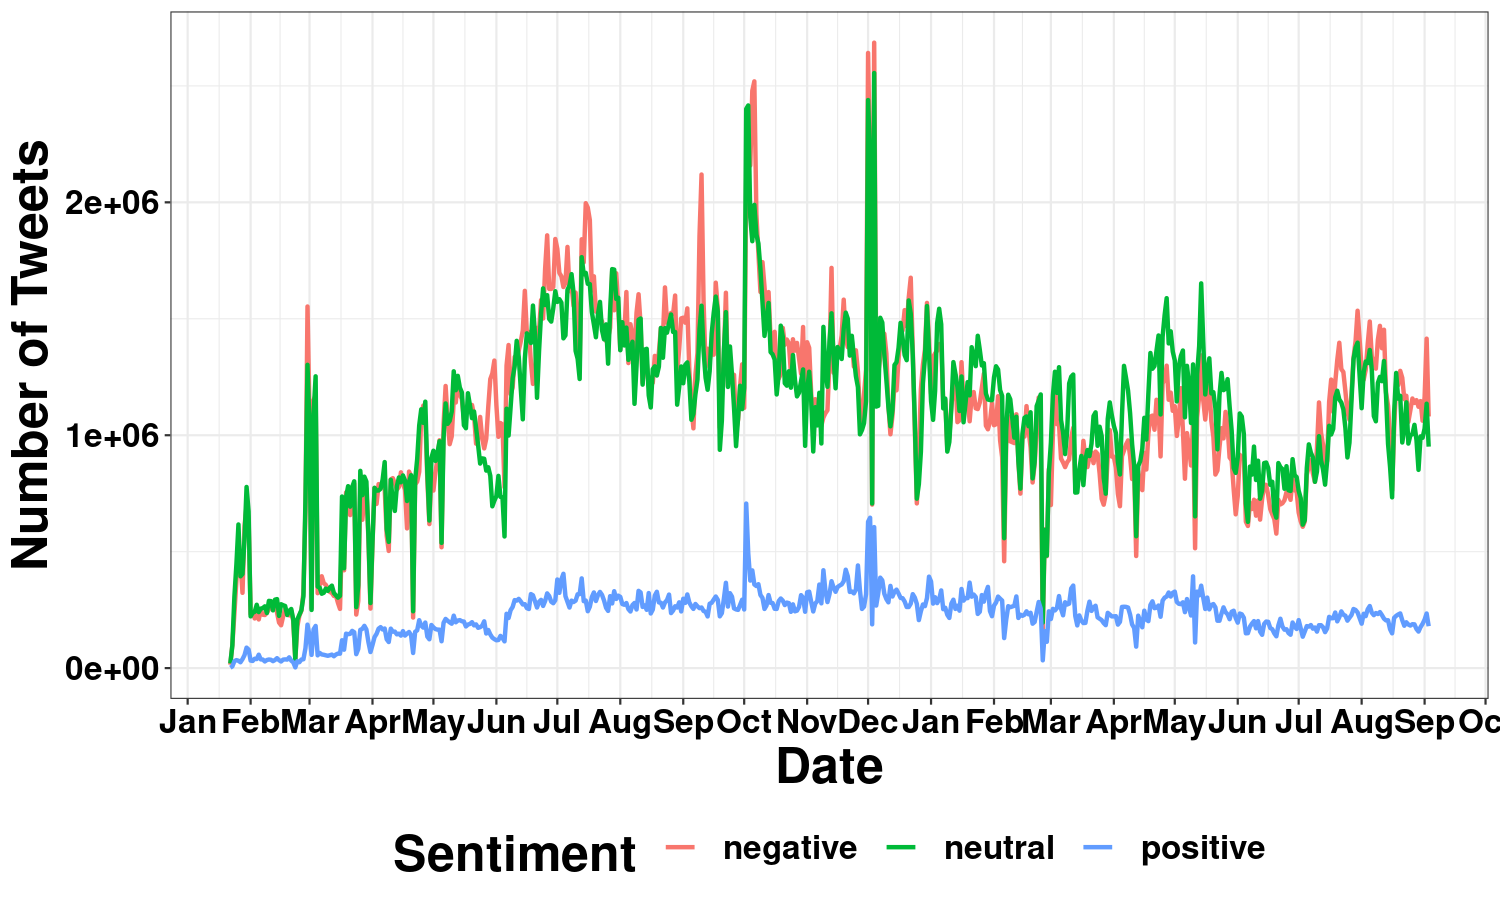 Number of Tweets
2e+06
1e+06
0e+00
Jan Feb Mar Apr May Jun Jul Aug Sep Oct Nov Dec Jan Feb Mar Apr May Jun Jul Aug Sep Oc
Date
Sentiment negative neutral positive